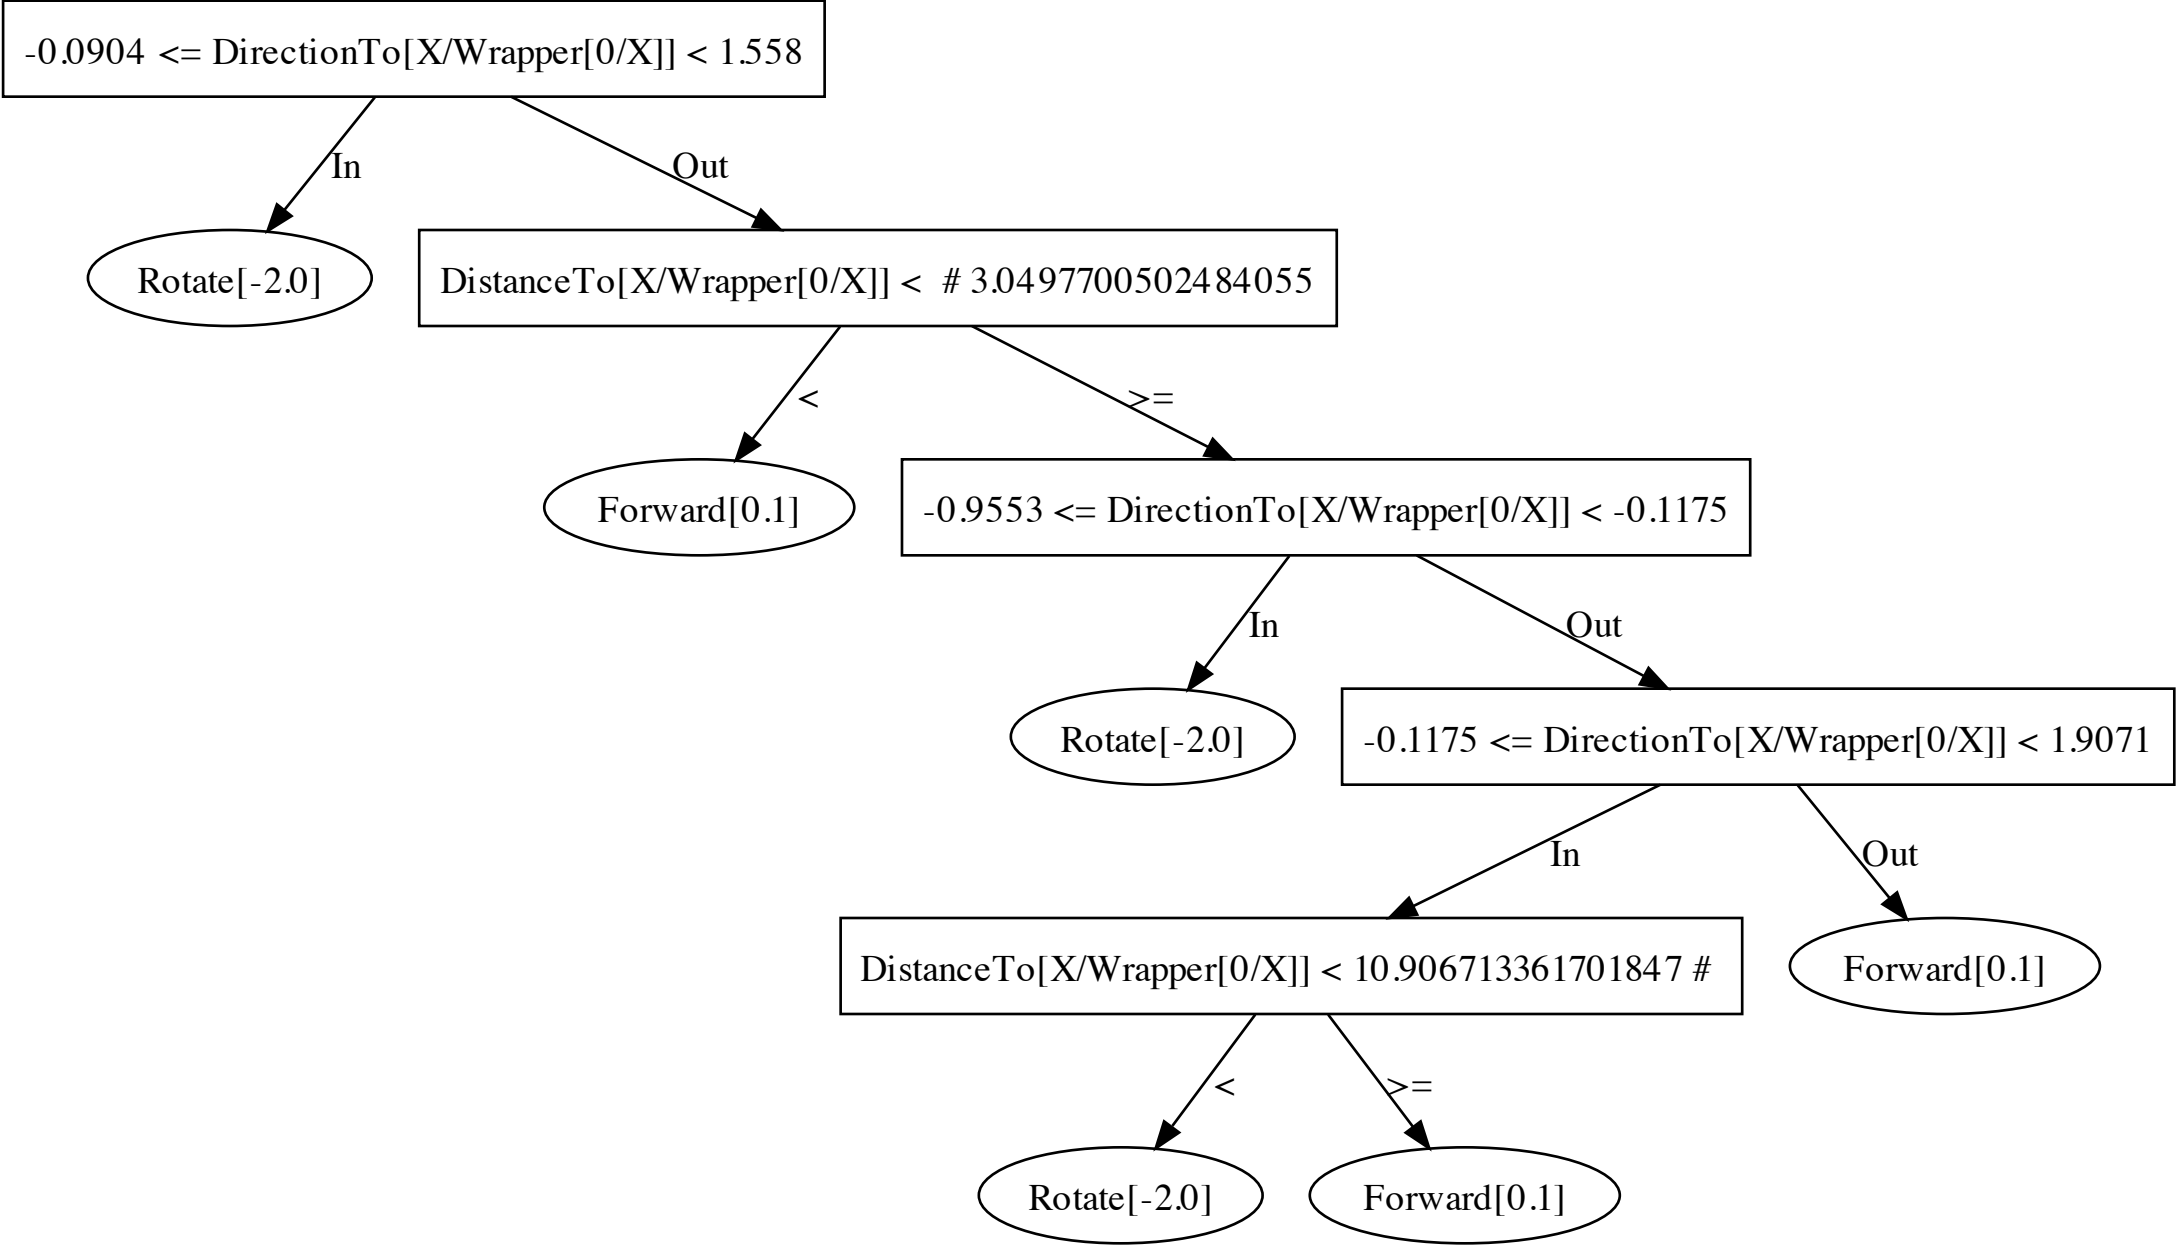 -0.0904 <= DirectionTo[X/Wrapper[0/X]] < 1.558
In
Out
Rotate[-2.0]
DistanceTo[X/Wrapper[0/X]] <  # 3.0497700502484055
<
>=
Forward[0.1]
-0.9553 <= DirectionTo[X/Wrapper[0/X]] < -0.1175
In
Out
Rotate[-2.0]
-0.1175 <= DirectionTo[X/Wrapper[0/X]] < 1.9071
In
Out
DistanceTo[X/Wrapper[0/X]] < 10.906713361701847 #
Forward[0.1]
<
>=
Rotate[-2.0]
Forward[0.1]